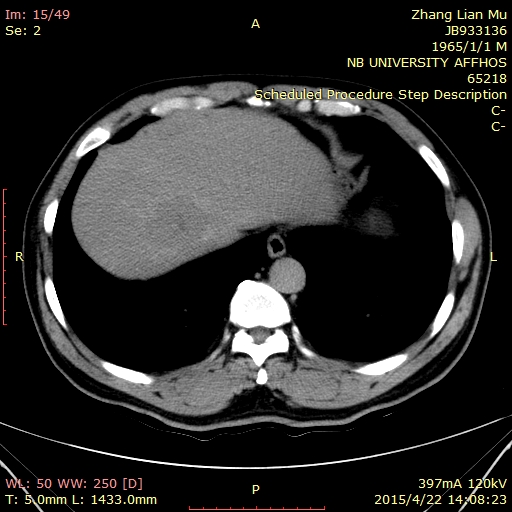 Im: 15/49
Se: 2
A
Zhang Lian Mu
JB933136
1965/1/1 M
NB UNIVERSITY AFFHOS
65218
Scheduled Procedure Step Description
C-
C-
R
L
WL: 50 WW: 250 [D]
T: 5.0mm L: 1433.0mm
P
397mA 120kV
2015/4/22 14:08:23